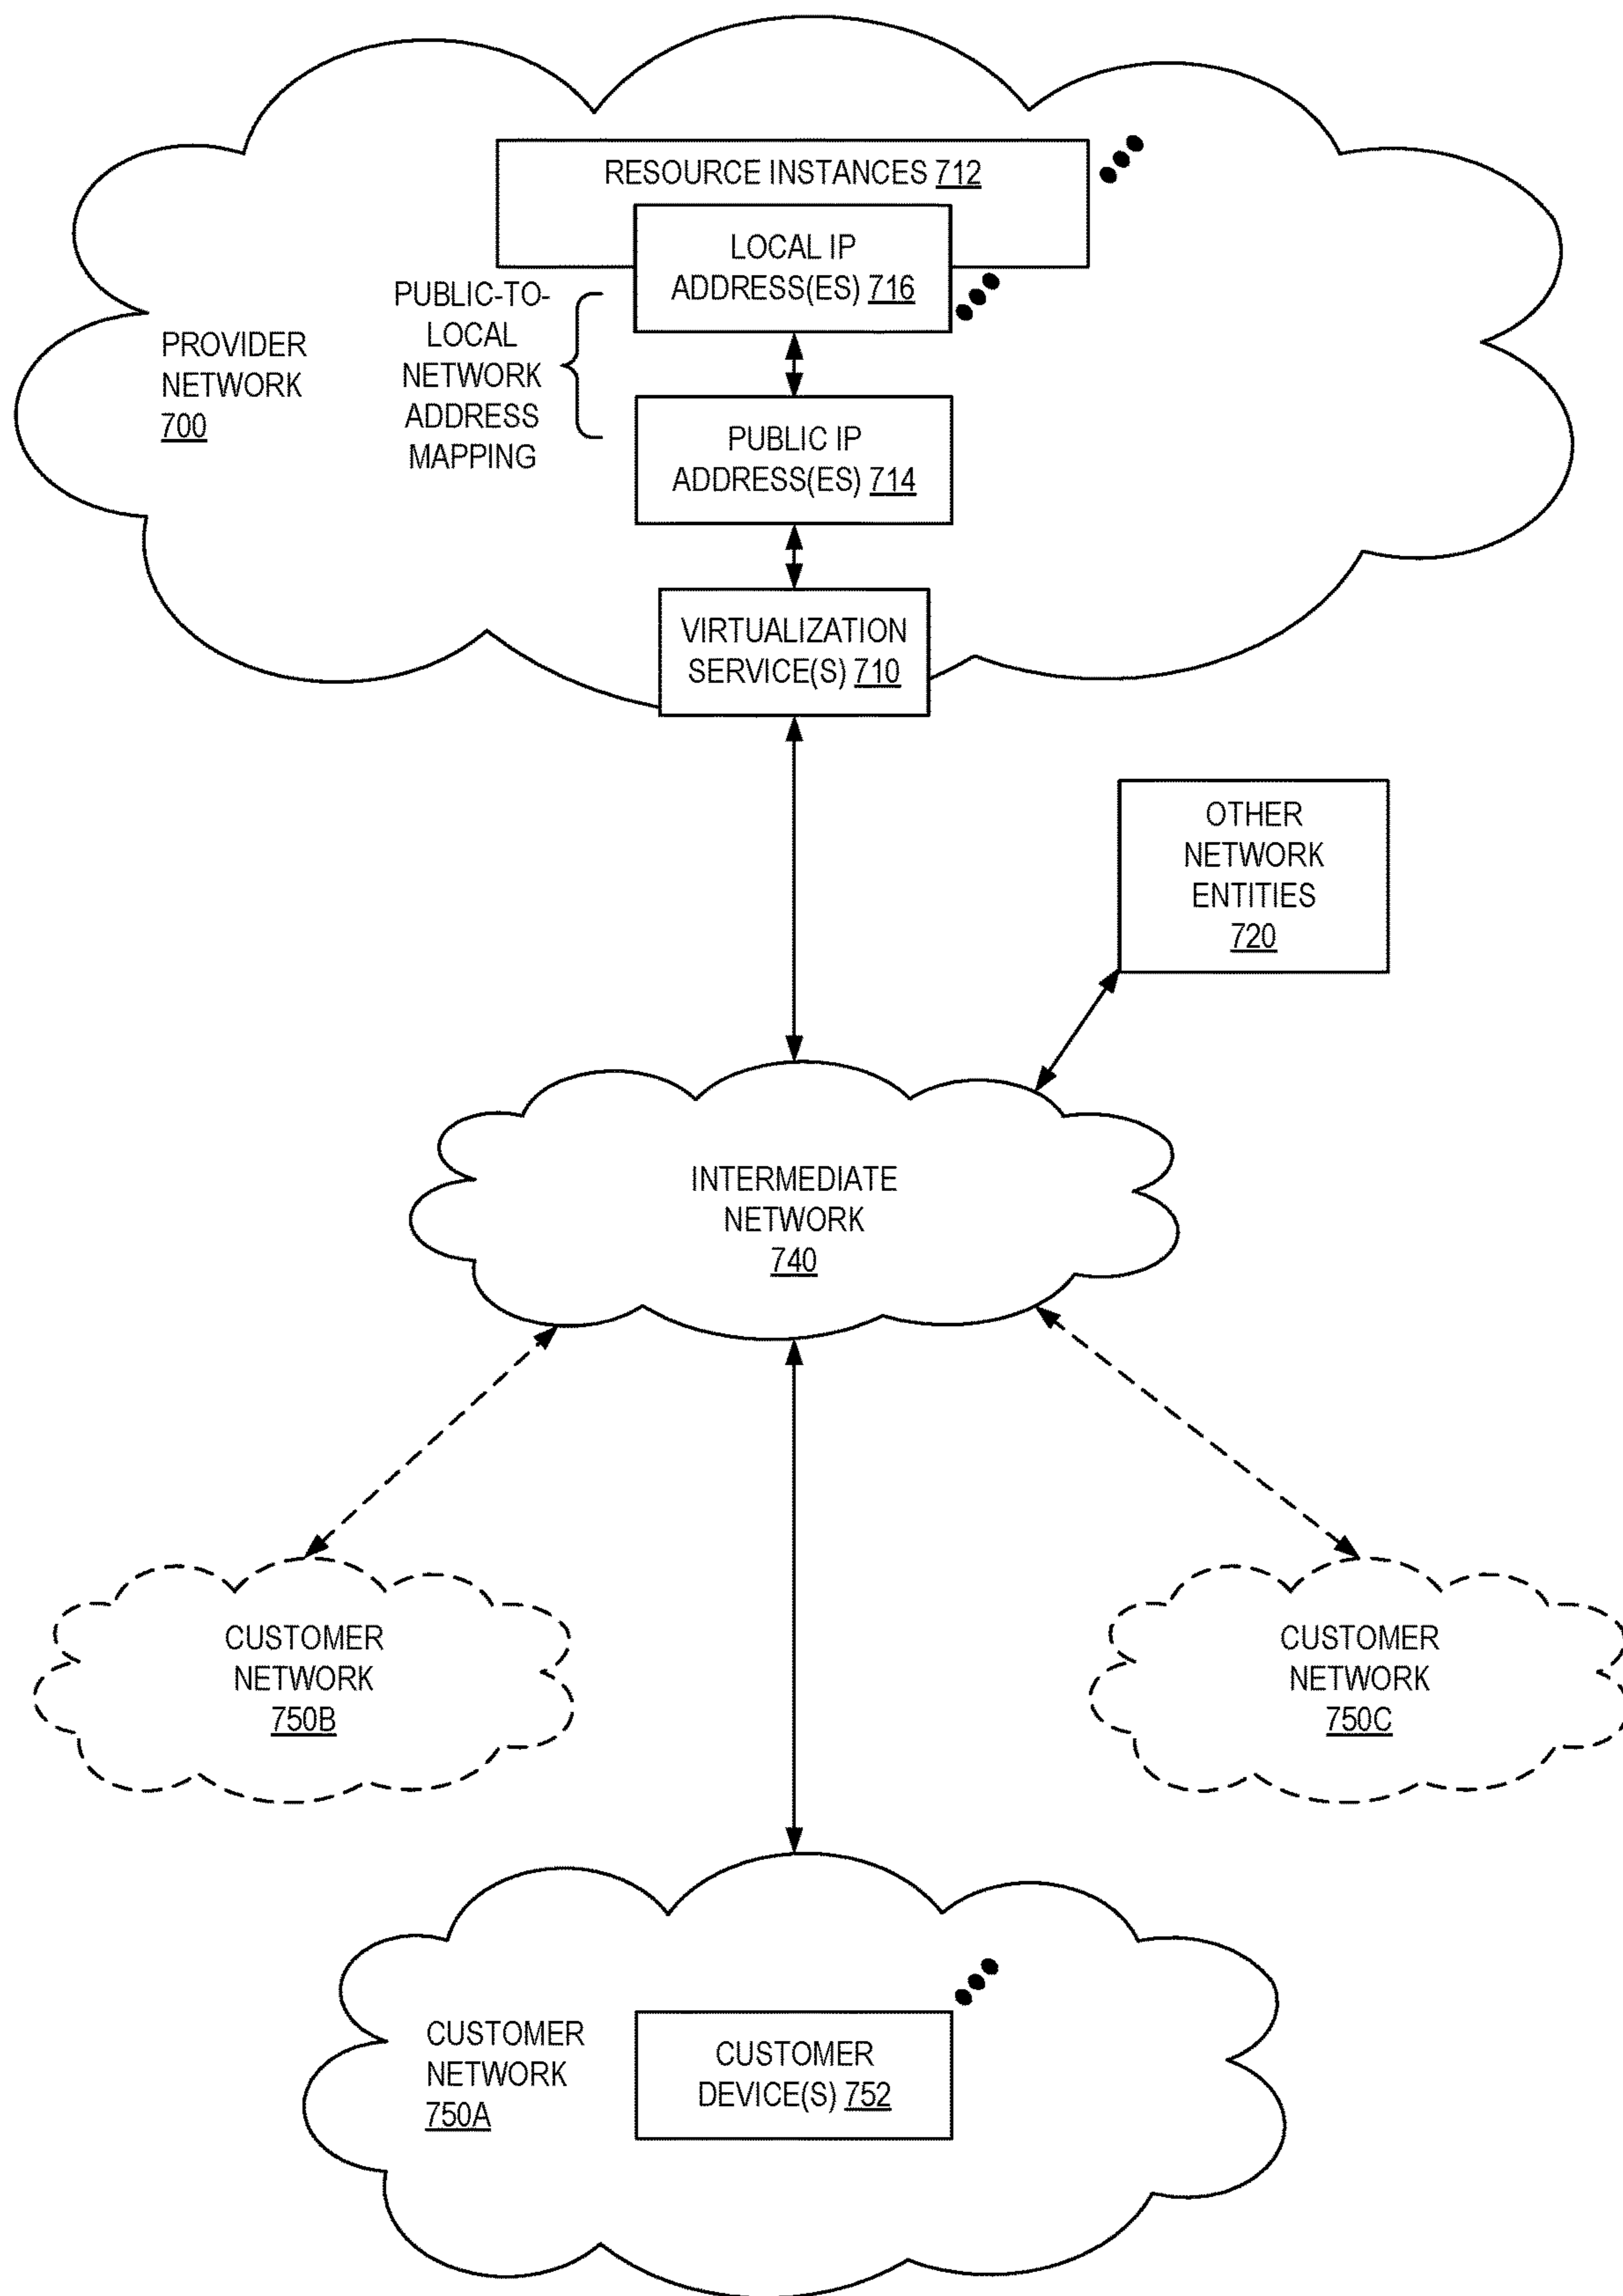 RESOURCE INSTANCES 712
LOCAL IP
ADDRESS(ES) 716
PUBLIC-TO-
LOCAL
NETWORK
ADDRESS
MAPPING
PROVIDER
NETWORK
700
PUBLIC IP
ADDRESS(ES) 714
VIRTUALIZATION
SERVICE(S) 710
OTHER
NETWORK
ENTITIES
720
INTERMEDIATE
NETWORK
740
CUSTOMER
NETWORK
750B
CUSTOMER
NETWORK
750C
CUSTOMER
NETWORK
750A
CUSTOMER
DEVICE(S) 752